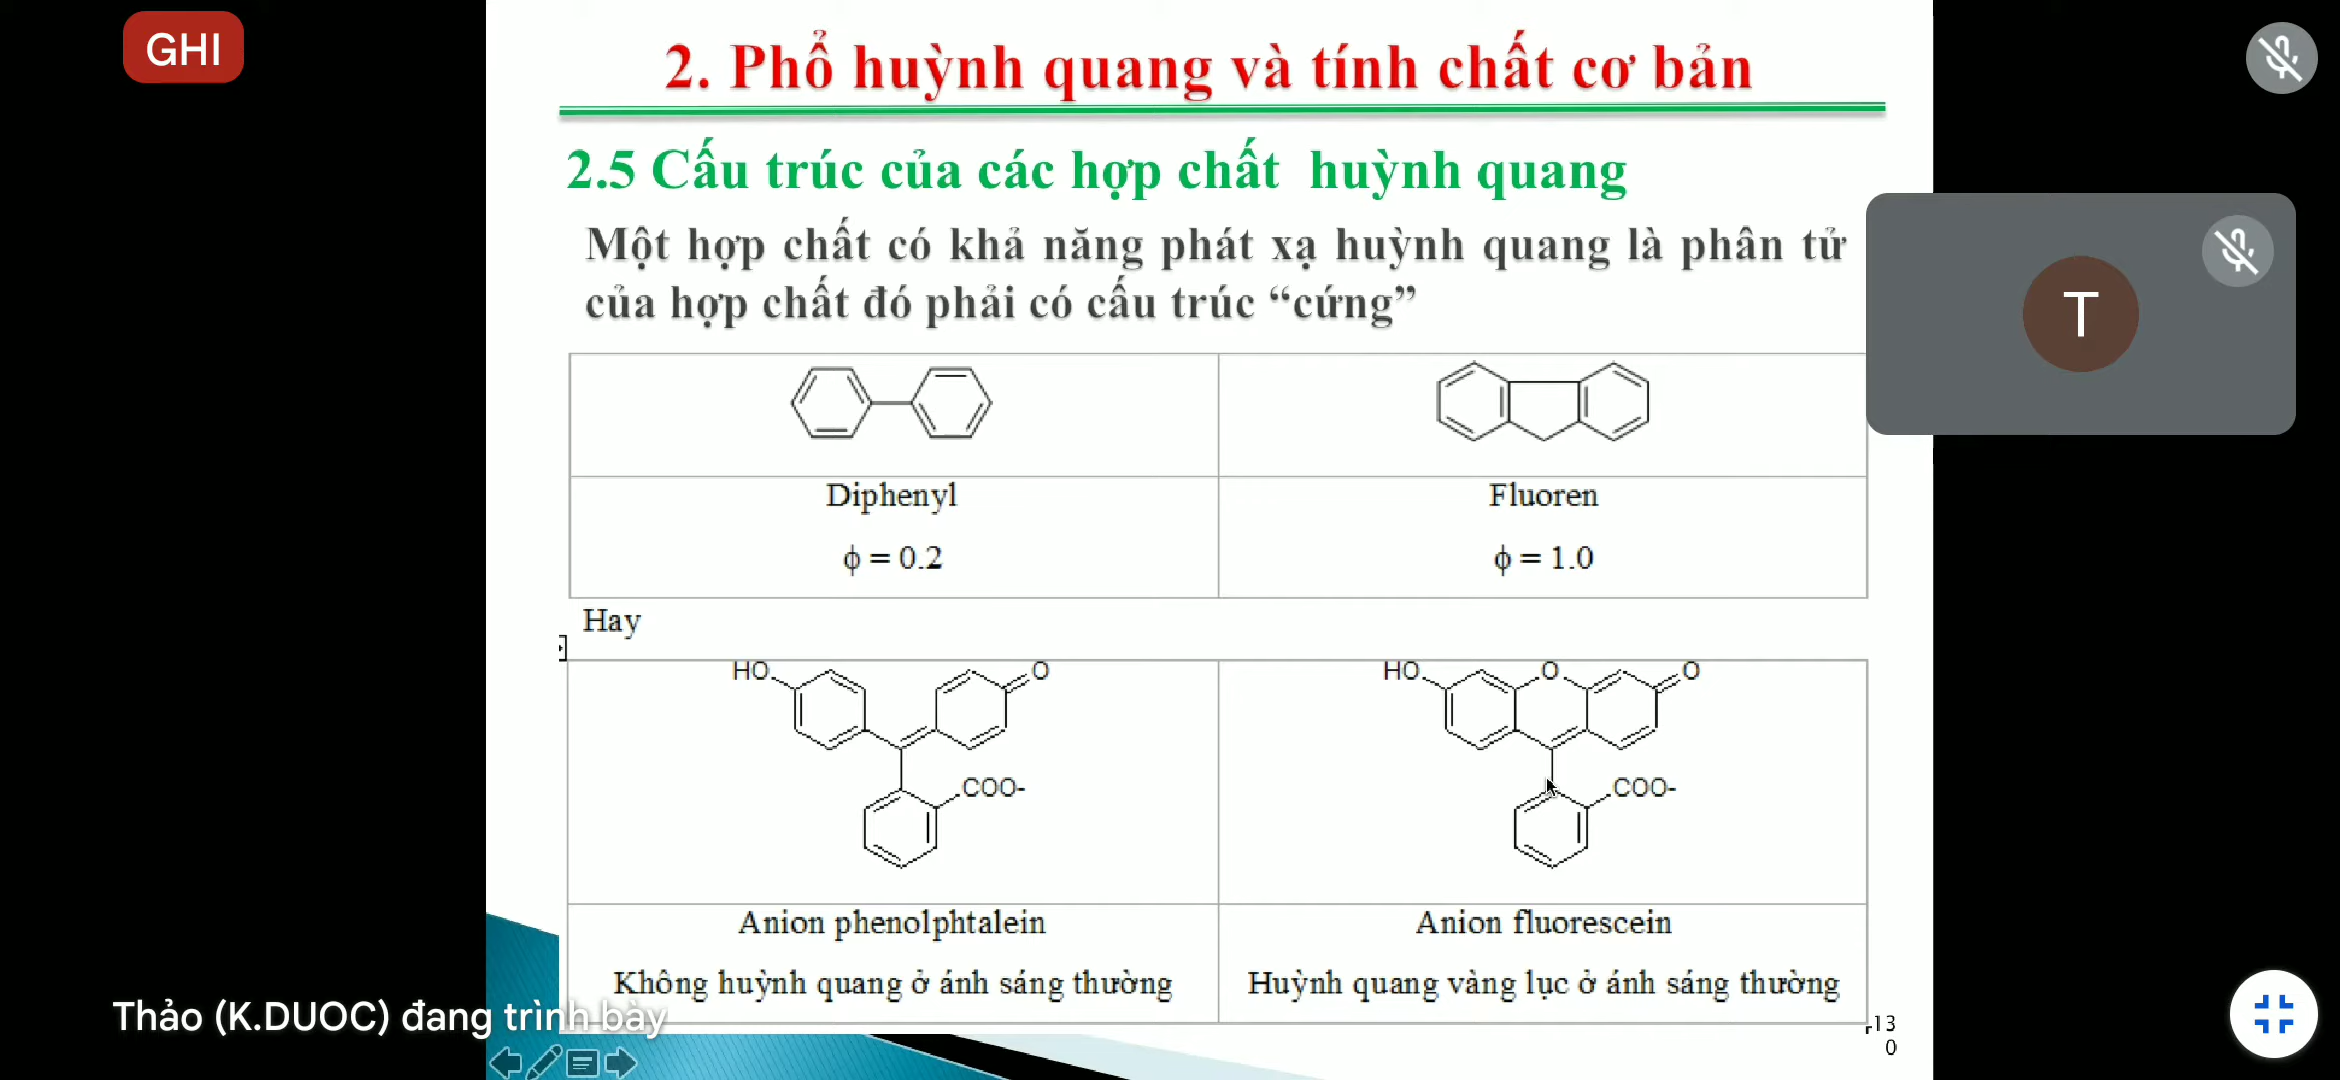 GHI
2. Phổ huỳnh quang và tính chất cơ bản
2.5 Cấu trúc của các hợp chất huỳnh quang
Một hợp chất có khả năng phát xạ huỳnh quang là phân tử
của hợp chất đó phải có cấu trúc “cứng”
T
Diphenyl
Fluoren
ϕ = 0.2
ϕ = 1.0
Hay
HO
O
HO
O
O
COO-
COO-
Anion phenolphtalein
Anion fluorescein
Không huỳnh quang ở ánh sáng thường
Huỳnh quang vàng lục ở ánh sáng thường
Thảo (K.DUOC) đang trình bày
13
0